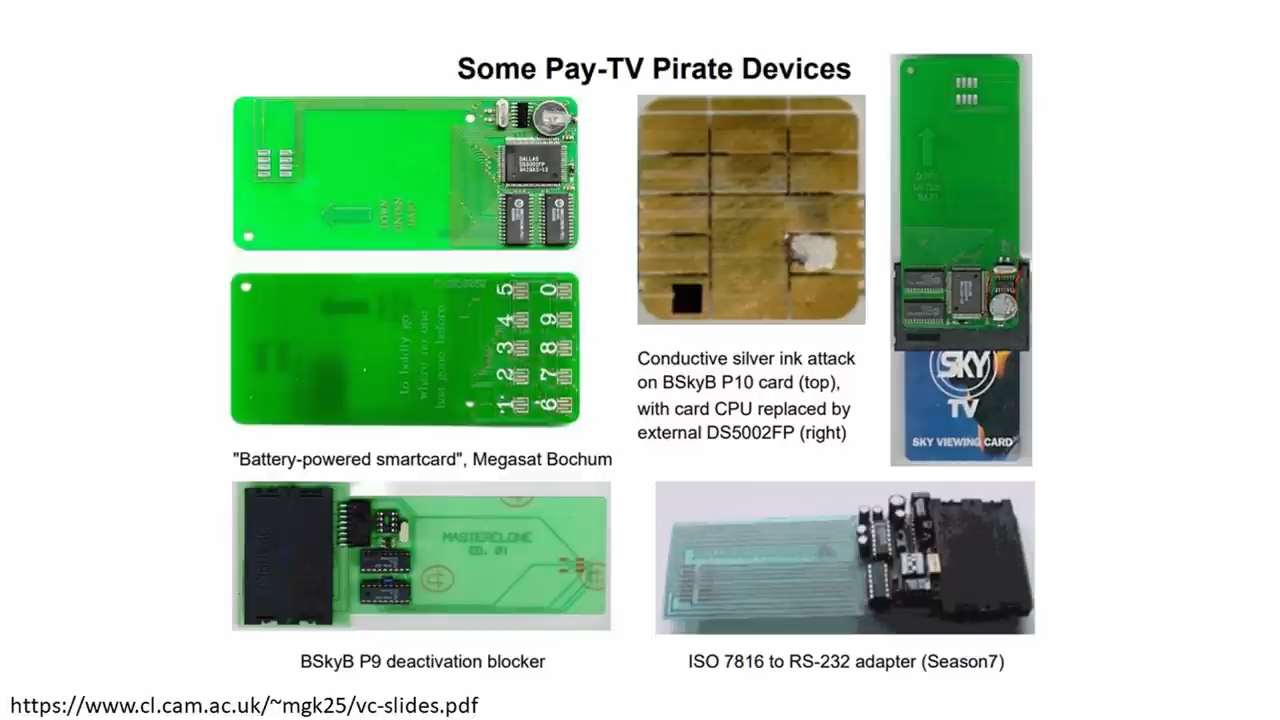 Some Pay-TV Pirate Devices
DALLAS
DS5002FP
DOWN
UNTEN
BAS
5 0
4 9
3 8
2 7
1 6
to boldly go
where no one
has gone before
"Battery-powered smartcard", Megasat Bochum
Conductive silver ink attack
on BSkyB P10 card (top),
with card CPU replaced by
external DS5002FP (right)
SKY
TV
SKY VIEWING CARD
MASTERCLONE
ED. 01
BSkyB P9 deactivation blocker
ISO 7816 to RS-232 adapter (Season7)
https://www.cl.cam.ac.uk/~mgk25/vc-slides.pdf